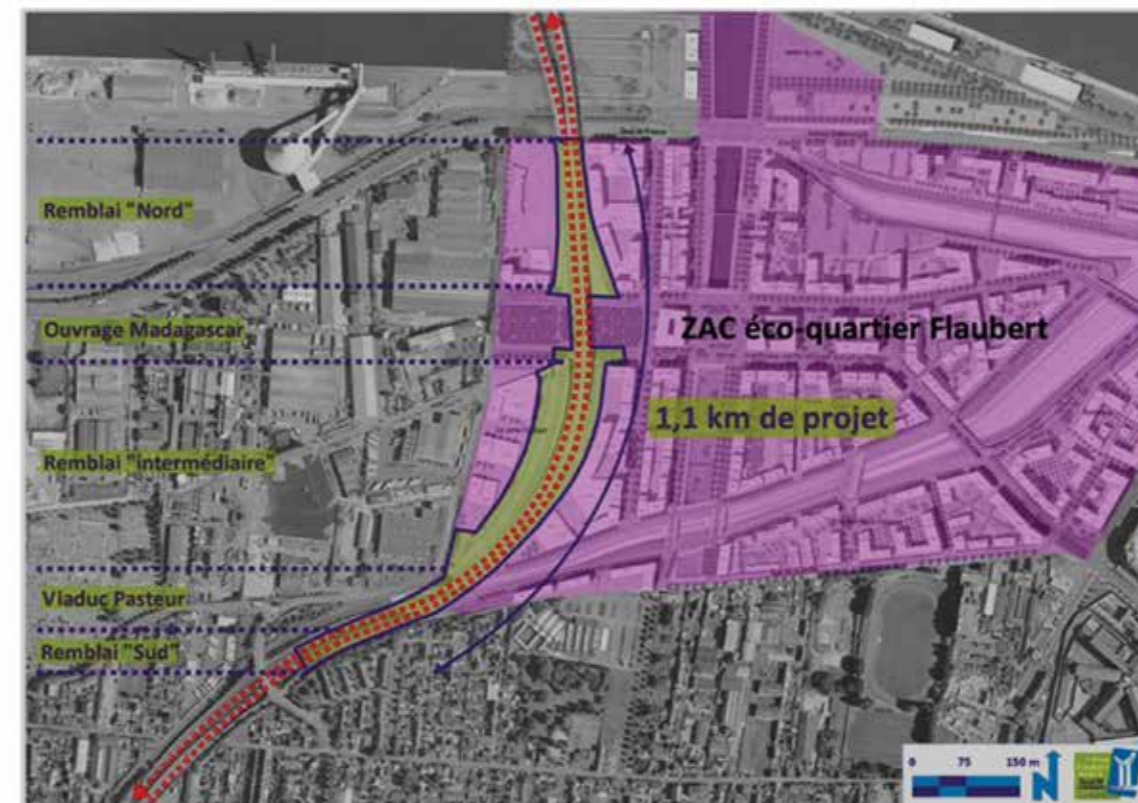 Remblai "Nord"
Ouvrage Madagascar
ZAC éco-quartier Flaubert
1,1 km de projet
Remblai "intermédiaire"
Viaduc Pasteur
Remblai "Sud"
0 75 150 m
N